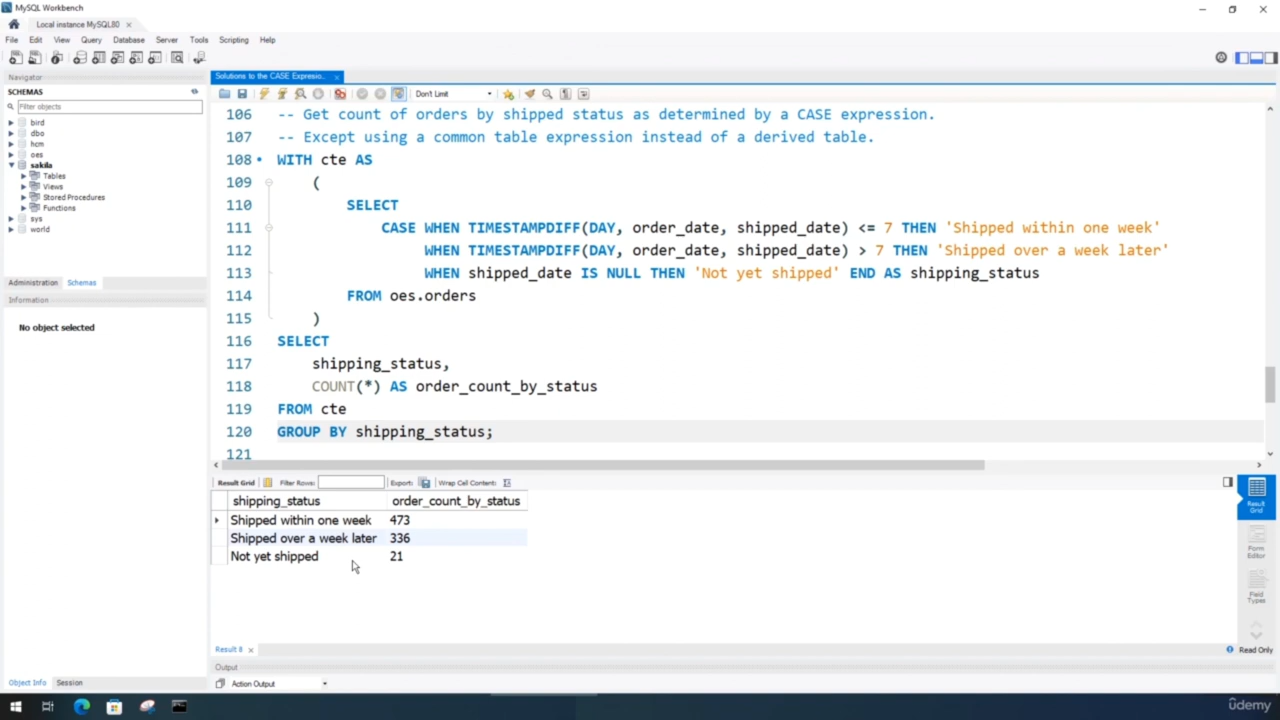 MySQL Workbench
Local instance MySQL80
File Edit View Query Database Server Tools Scripting Help
Navigator
SCHEMAS
Filter objects
bird
dbo
hcm
oes
sakila
Tables
Views
Stored Procedures
Functions
sys
world
Administration Schemas
Information
No object selected
Object Info Session
Solutions to the CASE Expressio...
Don't Limit
106 -- Get count of orders by shipped status as determined by a CASE expression.
107 -- Except using a common table expression instead of a derived table.
108 WITH cte AS
109 (
110 SELECT
111 CASE WHEN TIMESTAMPDIFF(DAY, order_date, shipped_date) <= 7 THEN 'Shipped within one week'
112 WHEN TIMESTAMPDIFF(DAY, order_date, shipped_date) > 7 THEN 'Shipped over a week later'
113 WHEN shipped_date IS NULL THEN 'Not yet shipped' END AS shipping_status
114 FROM oes.orders
115 )
116 SELECT
117 shipping_status,
118 COUNT(*) AS order_count_by_status
119 FROM cte
120 GROUP BY shipping_status;
121
Result Grid Filter Rows: Export: Wrap Cell Content:
shipping_status order_count_by_status
Shipped within one week 473
Shipped over a week later 336
Not yet shipped 21
Result Grid
Form Editor
Field Types
Result 8
Read Only
Output
Action Output
ûdemy